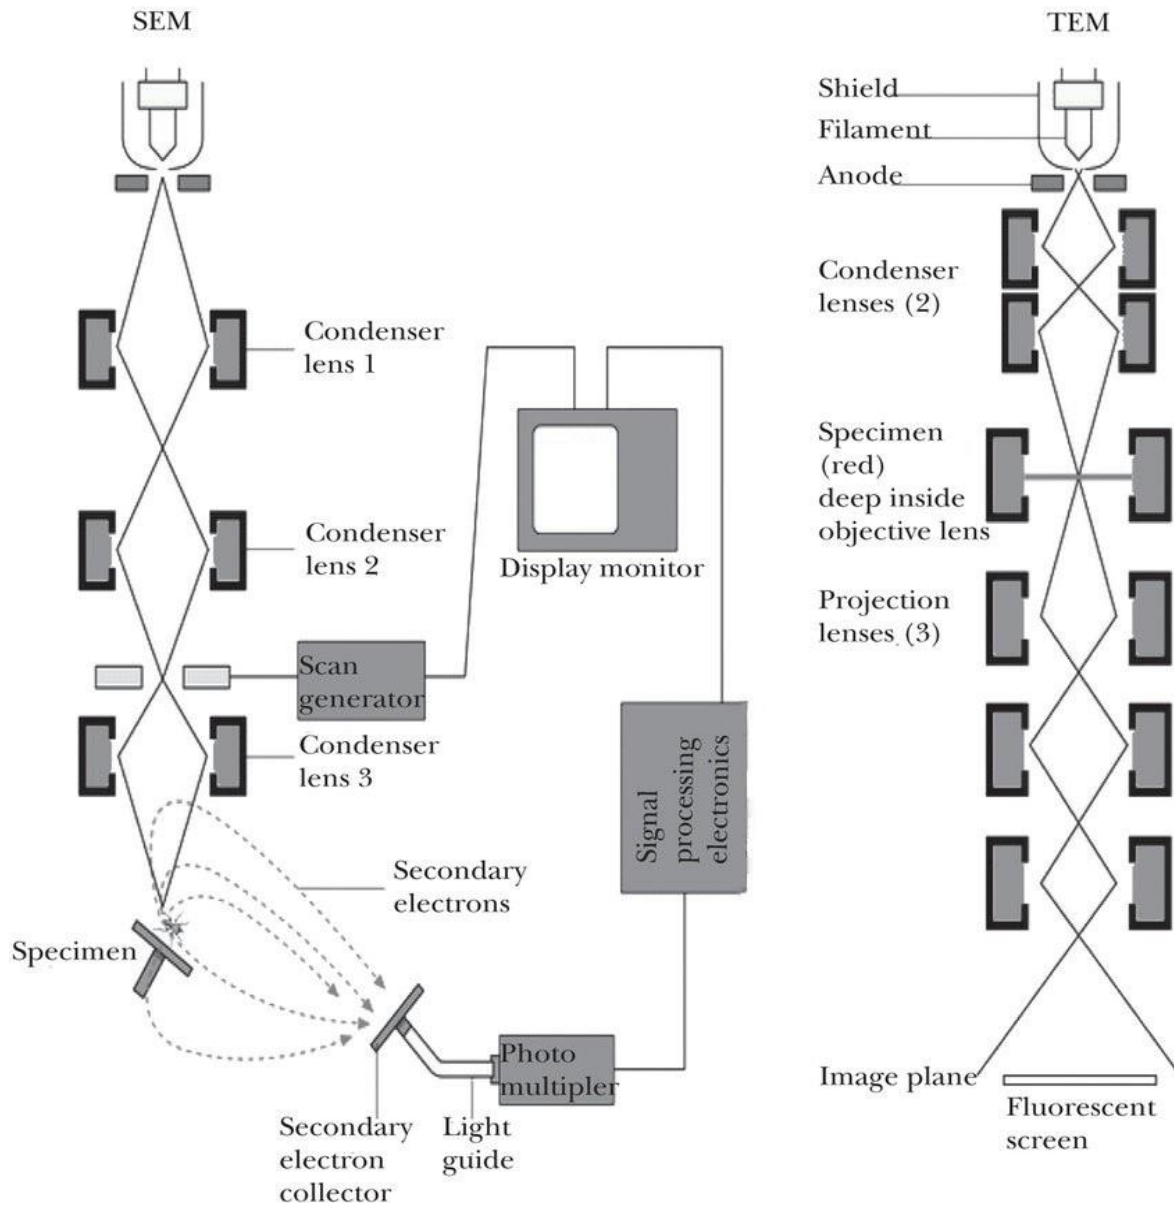 SEM
Condenser
lens 1
Condenser
lens 2
Display monitor
Scan
generator
Condenser
lens 3
Signal
processing
electronics
Secondary
electrons
Specimen
Photo
multipler
Secondary
electron
collector
Light
guide
TEM
Shield
Filament
Anode
Condenser
lenses (2)
Specimen
(red)
deep inside
objective lens
Projection
lenses (3)
Image plane
Fluorescent
screen